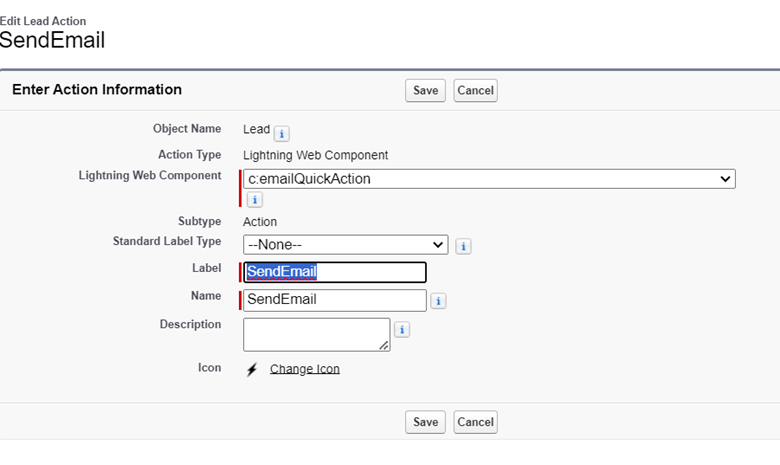 Edit Lead Action
SendEmail
Enter Action Information Save Cancel
Object Name Lead i
Action Type Lightning Web Component
Lightning Web Component c:emailQuickAction
i
Subtype Action
Standard Label Type --None-- i
Label SendEmail
Name SendEmail i
Description i
Icon Change Icon
Save Cancel